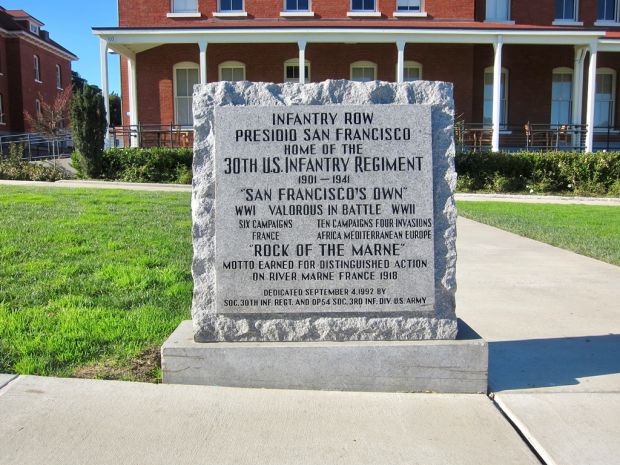 INFANTRY ROW
PRESIDIO SAN FRANCISCO
HOME OF THE
30TH U.S. INFANTRY REGIMENT
1901-1941
"SAN FRANCISCO'S OWN"
WWI VALOROUS IN BATTLE WWII
SIX CAMPAIGNS TEN CAMPAIGNS FOUR INVASIONS
FRANCE AFRICA MEDITERRANEAN EUROPE
"ROCK OF THE MARNE"
MOTTO EARNED FOR DISTINGUISHED ACTION
ON RIVER MARNE FRANCE 1918
DEDICATED SEPTEMBER 4, 1992 BY
SOC. 30TH INF. REGT. AND OP54 SOC. 3RD INF. DIV. U.S. ARMY